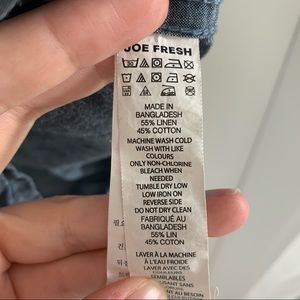 JOE FRESH
MADE IN
BANGLADESH
55% LINEN
45% COTTON
MACHINE WASH COLD
WASH WITH LIKE
COLOURS
ONLY NON-CHLORINE
BLEACH WHEN
NEEDED
TUMBLE DRY LOW
LOW IRON ON
REVERSE SIDE
DO NOT DRY CLEAN
FABRIQUÉ AU
BANGLADESH
55% LIN
45% COTON
LAVER À LA MACHINE
À L'EAU FROIDE
LAVER AVEC DES